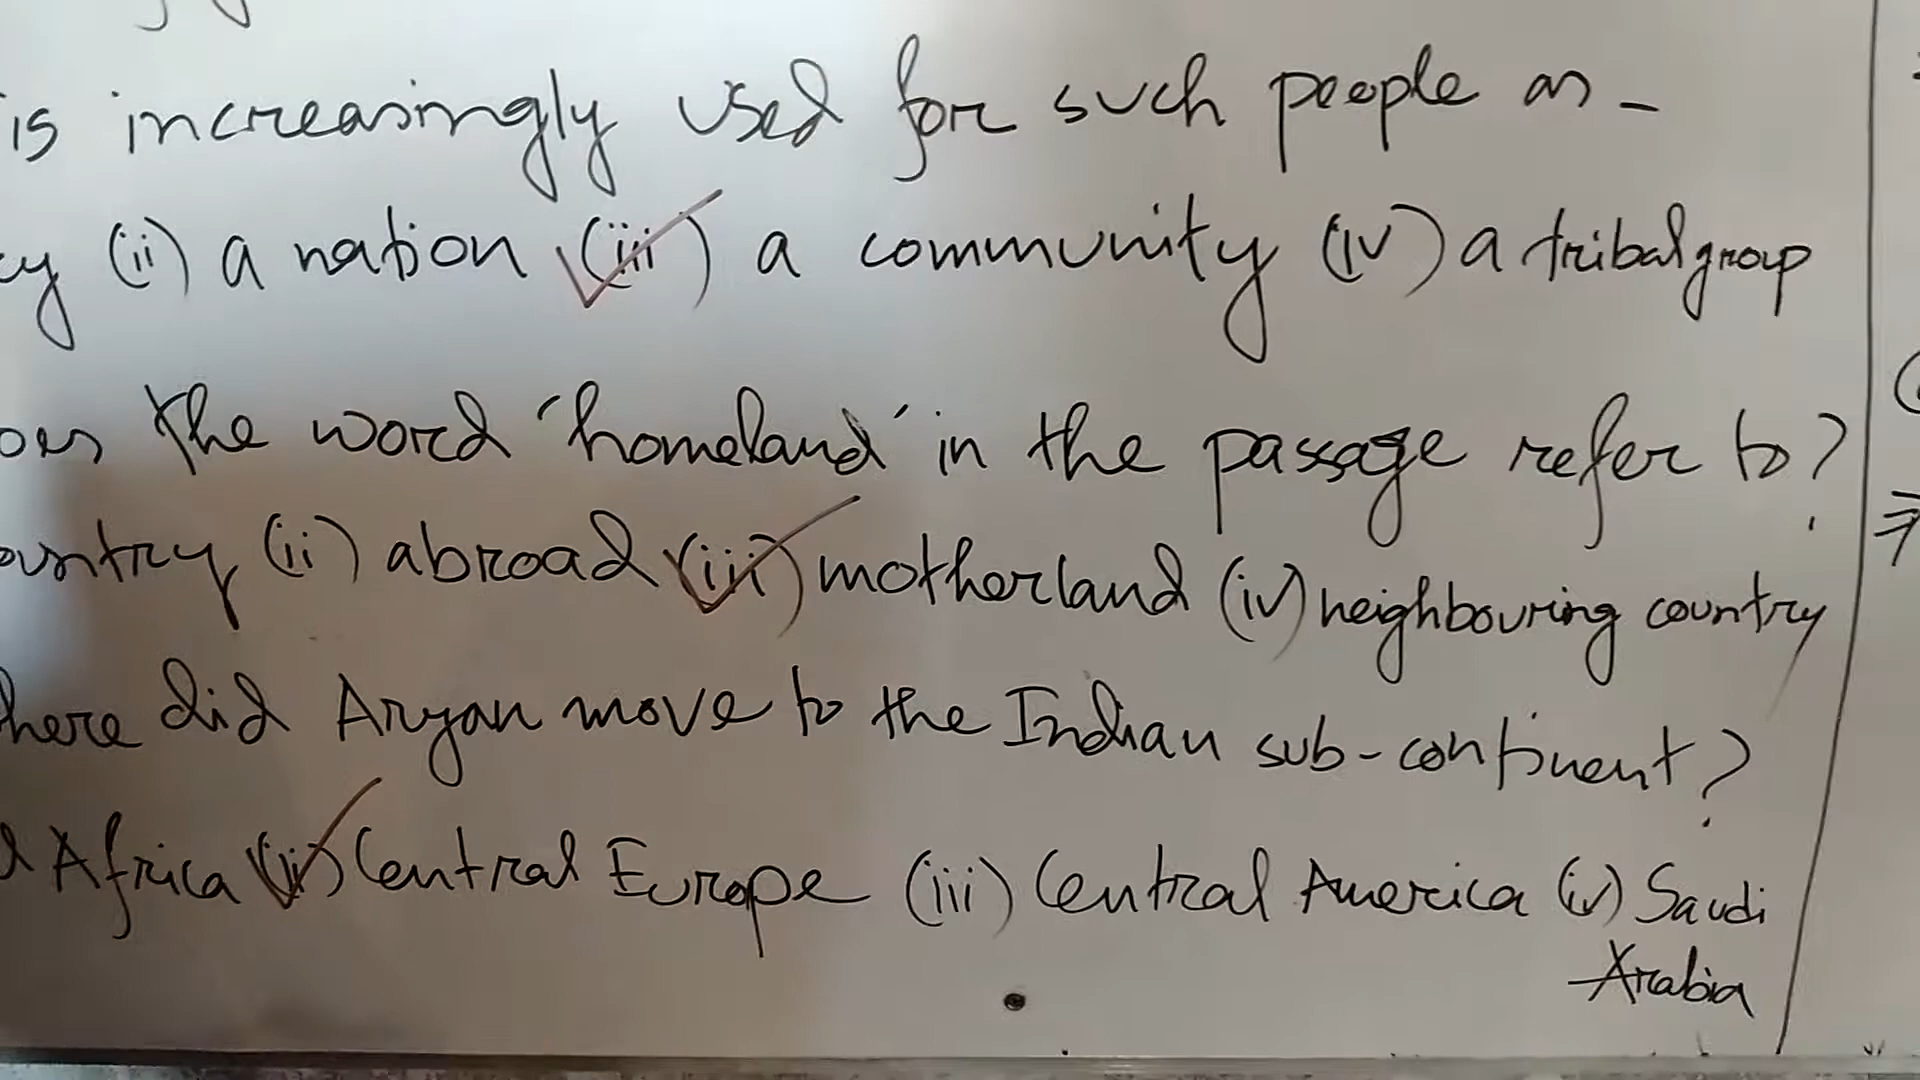 is increasingly used for such people as -
(ii) a nation (iii) a community (iv) a tribal group
the word 'homeland' in the passage refer to?
(ii) abroad (iii) motherland (iv) neighbouring country
did Aryan move to the Indian sub-continent?
Africa (ii) Central Europe (iii) Central America (iv) Saudi
Arabia